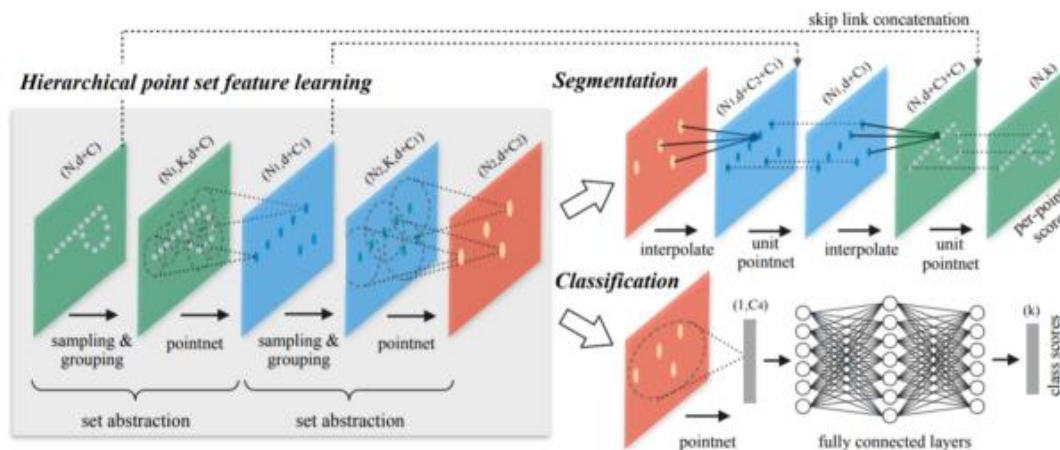 skip link concatenation
Hierarchical point set feature learning
(N,d+C)
(N1,K,d+C)
(N1,d+C1)
(N2,K,d+C1)
(N2,d+C2)
sampling &
grouping
pointnet
sampling &
grouping
pointnet
set abstraction
set abstraction
Segmentation
(N1,d+C2+C1)
(N1,d+C3)
(N,d+C3+C)
(N,k)
per-point
scores
interpolate
unit
pointnet
interpolate
unit
pointnet
Classification
(1,C4)
(k)
class scores
pointnet
fully connected layers